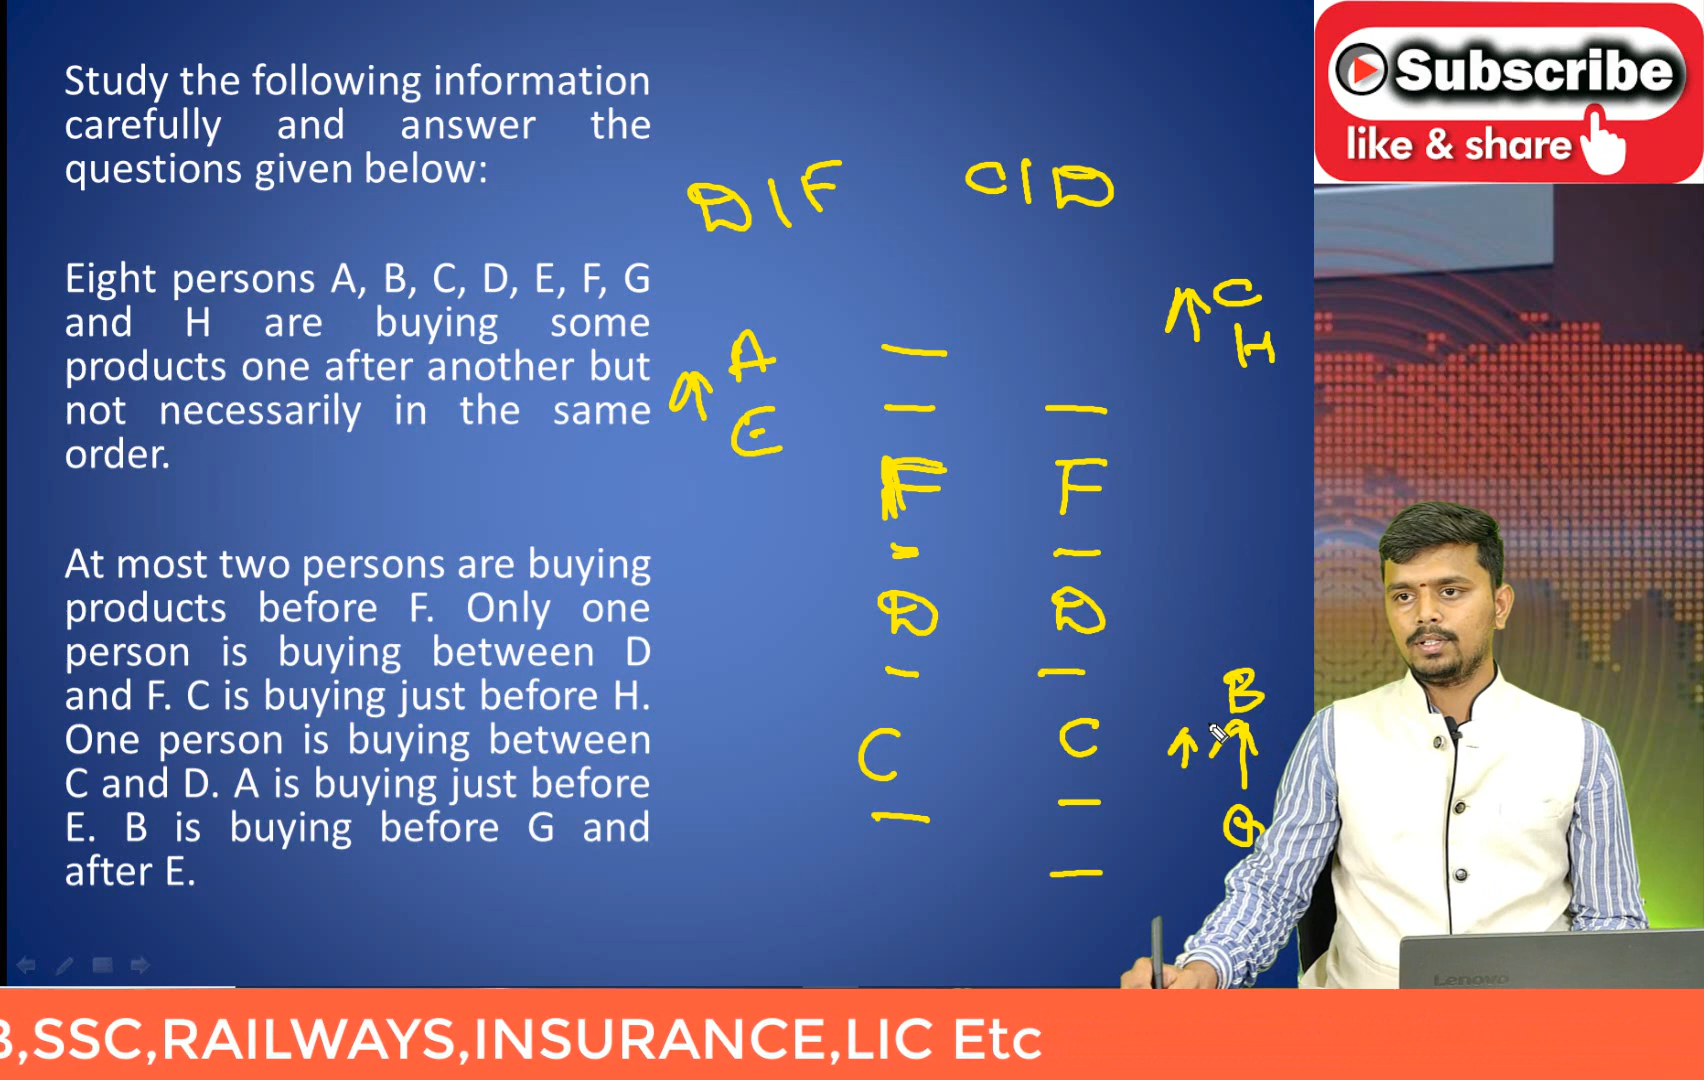 Study the following information
carefully and answer the
questions given below:
Eight persons A, B, C, D, E, F, G
and H are buying some
products one after another but
not necessarily in the same
order.
At most two persons are buying
products before F. Only one
person is buying between D
and F. C is buying just before H.
One person is buying between
C and D. A is buying just before
E. B is buying before G and
after E.
D | F
C | D
A
E
F
D
C
F
D
C
C
H
B
G
Subscribe
like & share
Lenovo
B,SSC,RAILWAYS,INSURANCE,LIC Etc